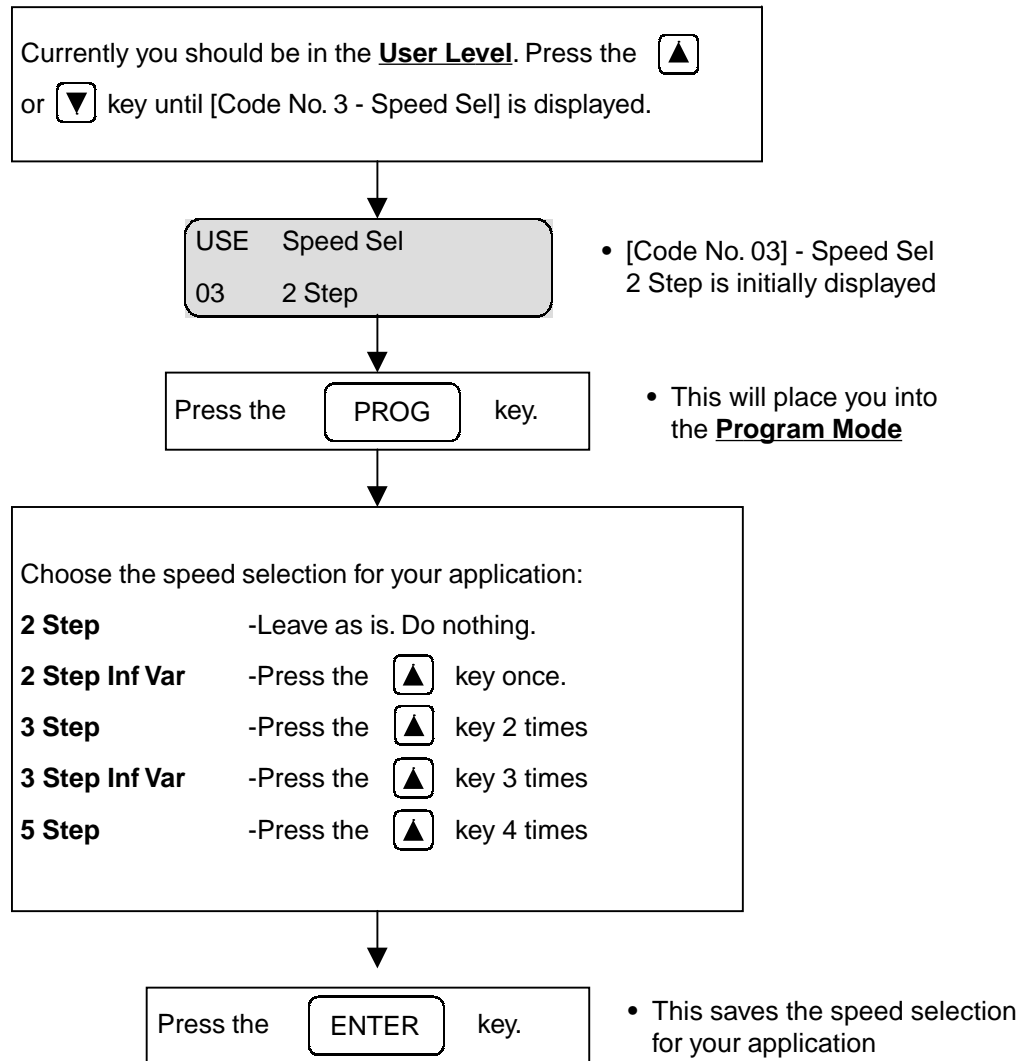 Currently you should be in the User Level. Press the ▲
or ▼ key until [Code No. 3 - Speed Sel] is displayed.
USE Speed Sel
03 2 Step
• [Code No. 03] - Speed Sel
2 Step is initially displayed
Press the PROG key.
• This will place you into
the Program Mode
Choose the speed selection for your application:
2 Step -Leave as is. Do nothing.
2 Step Inf Var -Press the ▲ key once.
3 Step -Press the ▲ key 2 times
3 Step Inf Var -Press the ▲ key 3 times
5 Step -Press the ▲ key 4 times
Press the ENTER key.
• This saves the speed selection
for your application